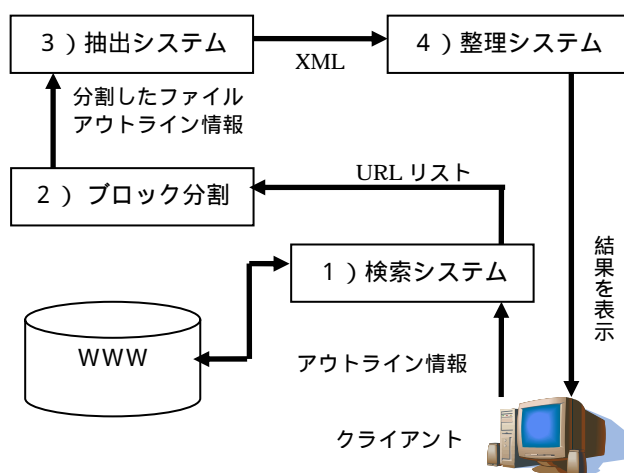 3）抽出システム
4）整理システム
XML
分割したファイル
アウトライン情報
URL リスト
2） ブロック分割
1）検索システム
結果を表示
WWW
アウトライン情報
クライアント